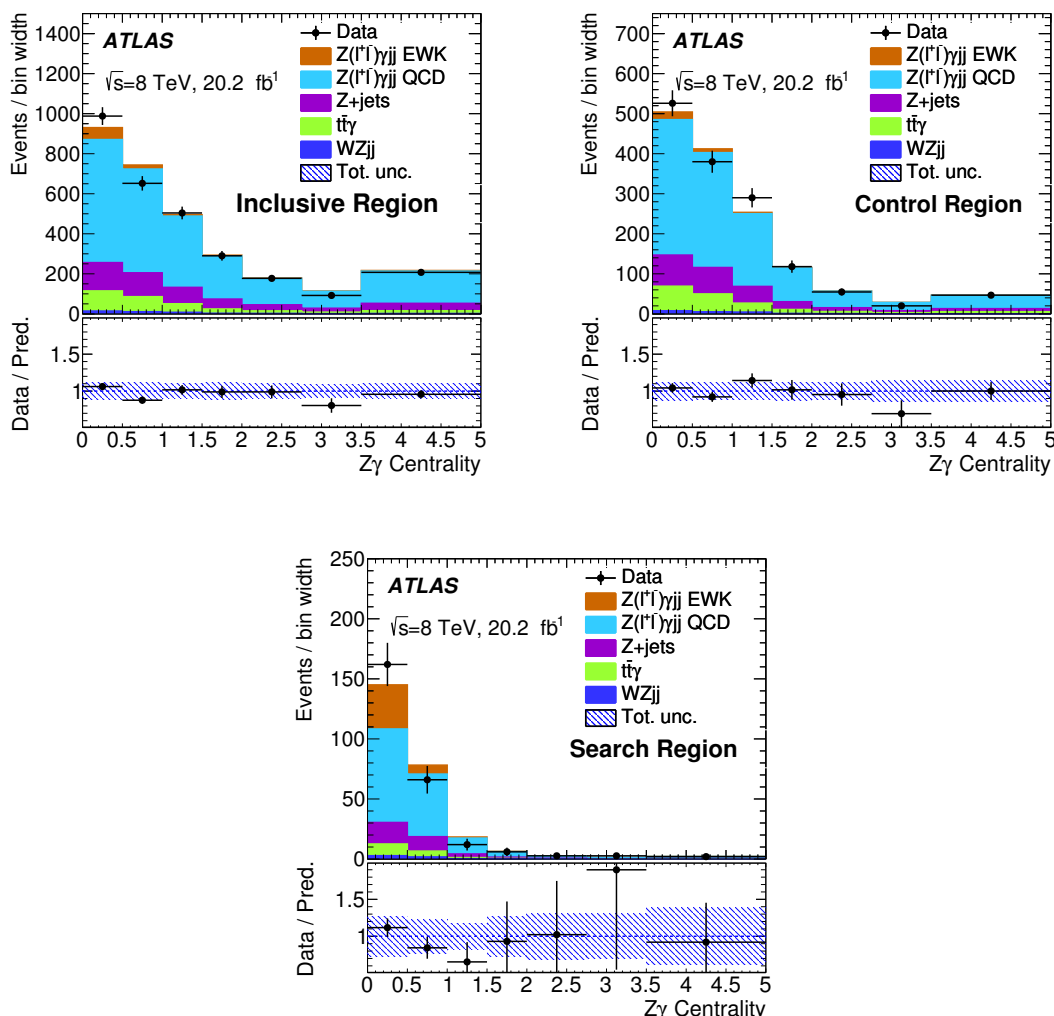 Events / bin width
1400
1200
1000
800
600
400
200
0
ATLAS
√s=8 TeV, 20.2 fb⁻¹
Data
Z(l⁺l⁻)γjj EWK
Z(l⁺l⁻)γjj QCD
Z+jets
tt̄γ
WZjj
Tot. unc.
Inclusive Region
Data / Pred.
1.5
1
0 0.5 1 1.5 2 2.5 3 3.5 4 4.5 5
Zγ Centrality
Events / bin width
700
600
500
400
300
200
100
0
ATLAS
√s=8 TeV, 20.2 fb⁻¹
Data
Z(l⁺l⁻)γjj EWK
Z(l⁺l⁻)γjj QCD
Z+jets
tt̄γ
WZjj
Tot. unc.
Control Region
Data / Pred.
1.5
1
0 0.5 1 1.5 2 2.5 3 3.5 4 4.5 5
Zγ Centrality
Events / bin width
250
200
150
100
50
0
ATLAS
√s=8 TeV, 20.2 fb⁻¹
Data
Z(l⁺l⁻)γjj EWK
Z(l⁺l⁻)γjj QCD
Z+jets
tt̄γ
WZjj
Tot. unc.
Search Region
Data / Pred.
1.5
1
0 0.5 1 1.5 2 2.5 3 3.5 4 4.5 5
Zγ Centrality